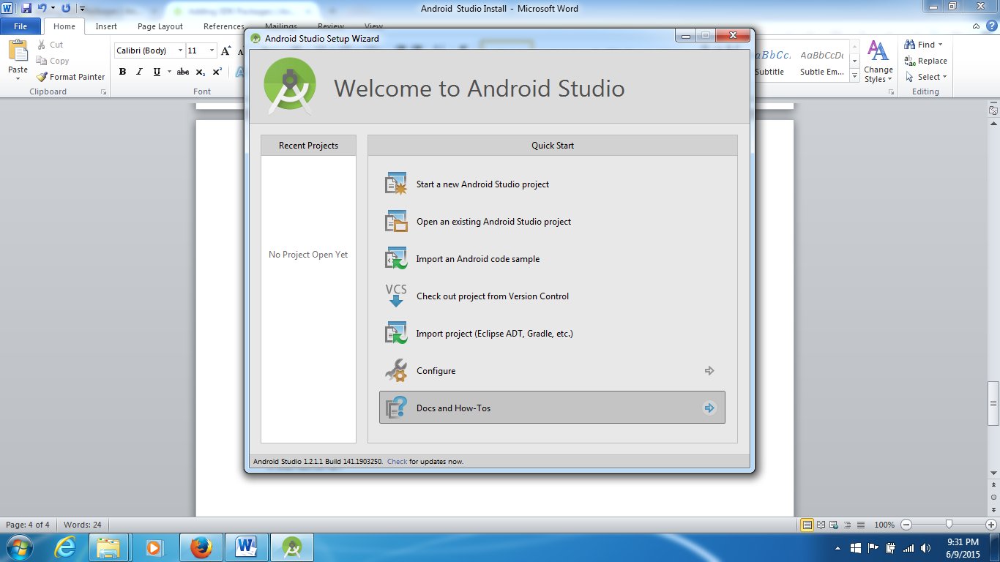 Android Studio Install - Microsoft Word
File Home Insert Page Layout References Mailings Review View
Paste
Cut
Copy
Format Painter
Clipboard
Calibri (Body) 11
B I U abc X₂ X²
Font
Subtitle
AaBbCcDc
Subtle Em...
Change
Styles
Find
Replace
Select
Editing
Android Studio Setup Wizard
Welcome to Android Studio
Recent Projects
No Project Open Yet
Quick Start
Start a new Android Studio project
Open an existing Android Studio project
Import an Android code sample
VCS
Check out project from Version Control
Import project (Eclipse ADT, Gradle, etc.)
Configure
Docs and How-Tos
Android Studio 1.2.1.1 Build 141.1903250. Check for updates now.
Page: 4 of 4 Words: 24
100%
9:31 PM
6/9/2015